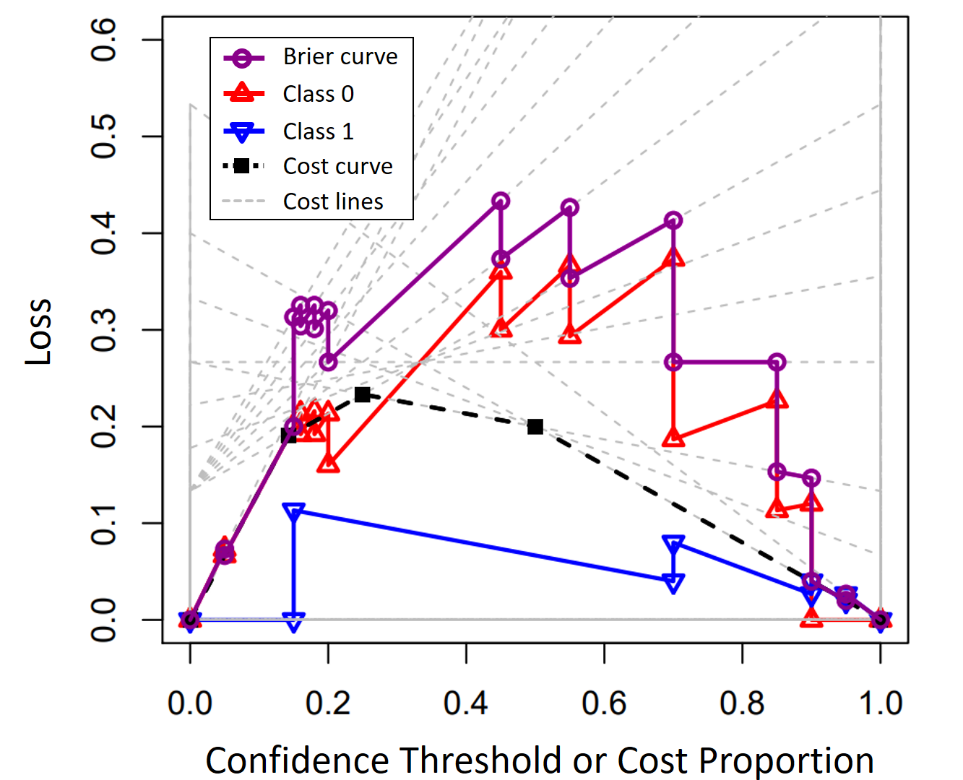 Brier curve
Class 0
Class 1
Cost curve
Cost lines
0.6
0.5
0.4
0.3
0.2
0.1
0.0
Loss
0.0 0.2 0.4 0.6 0.8 1.0
Confidence Threshold or Cost Proportion